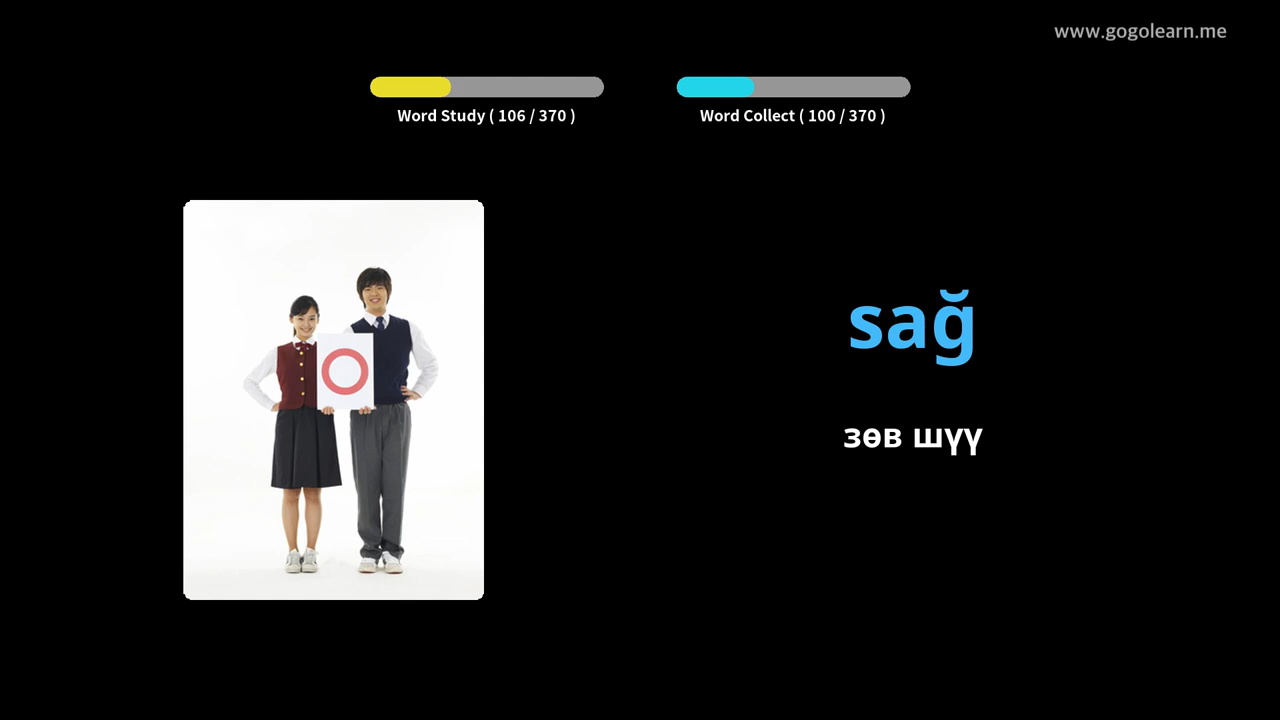 www.gogolearn.me
Word Study ( 106 / 370 )
Word Collect ( 100 / 370 )
sağ
зөв шүү